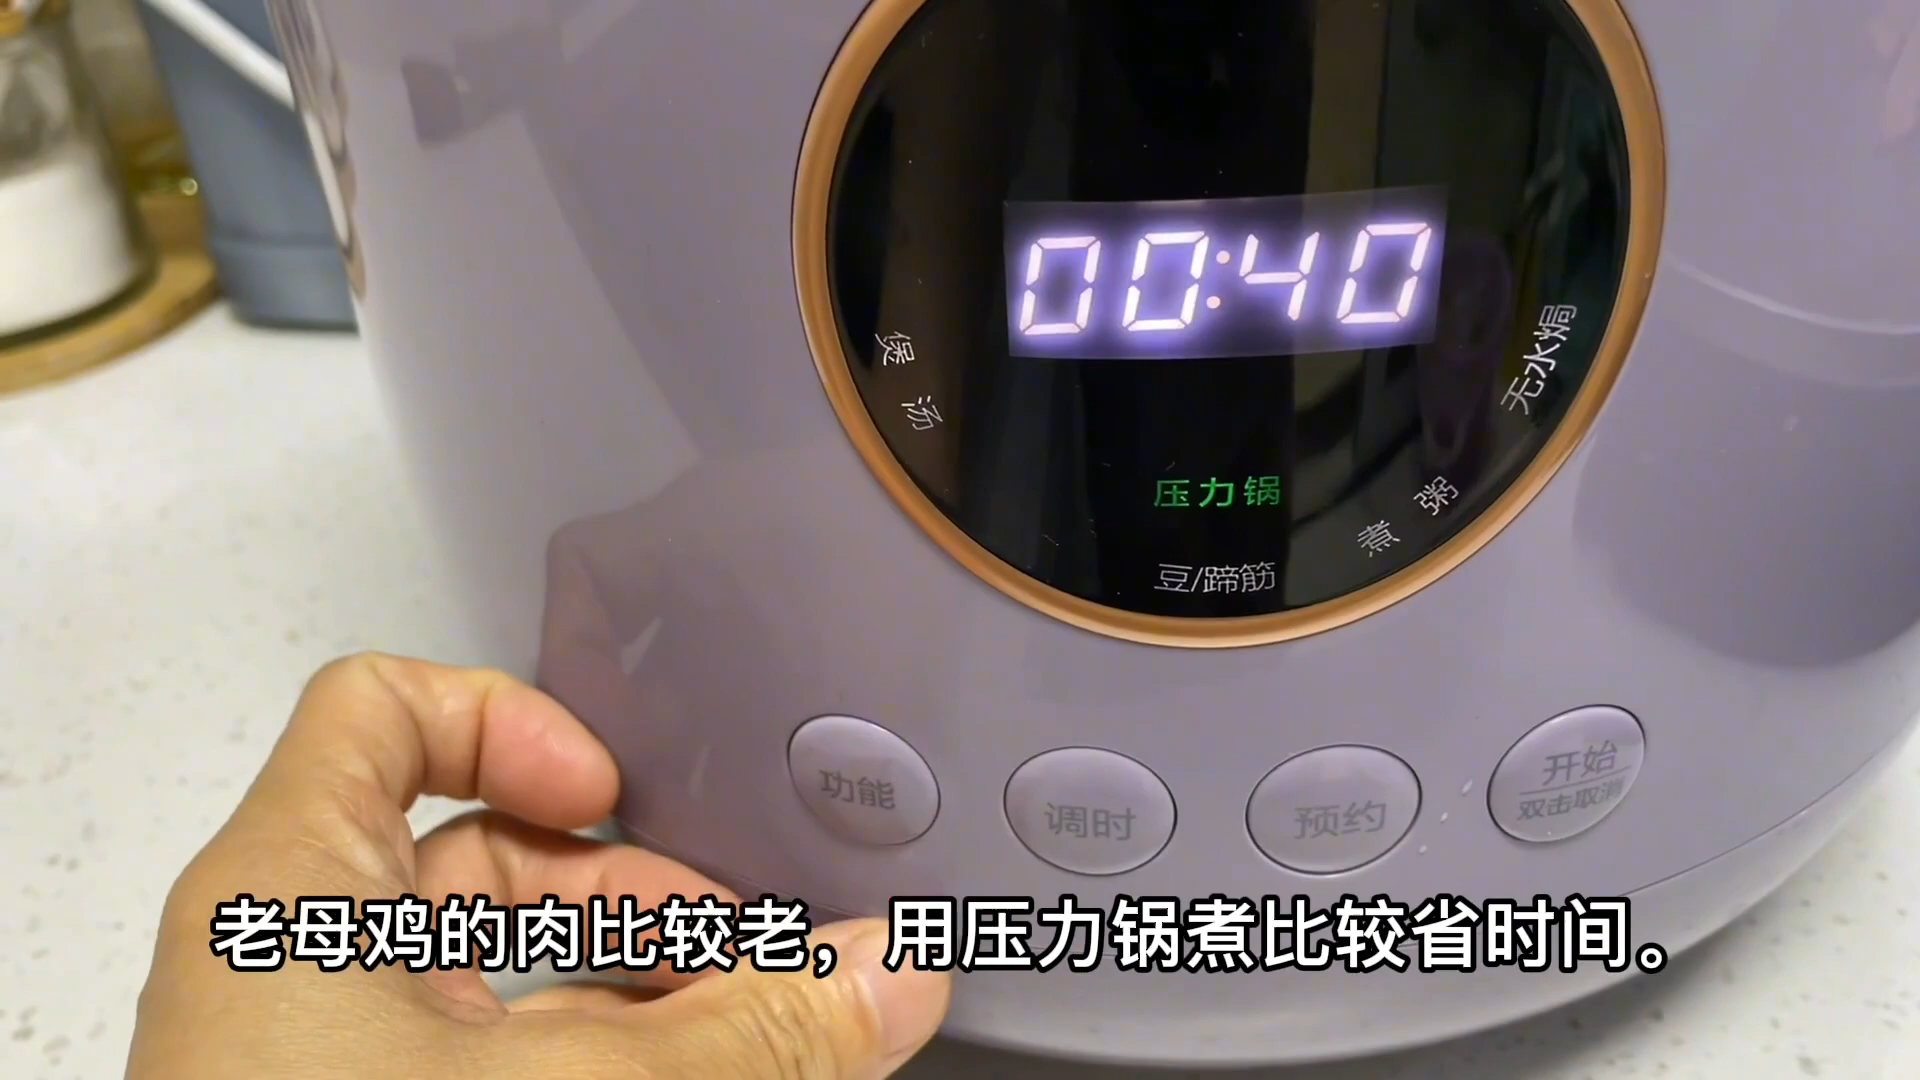 00:40
煲汤
无水焗
压力锅
煮粥
豆/蹄筋
功能
调时
预约
开始
双击取消
老母鸡的肉比较老，用压力锅煮比较省时间。